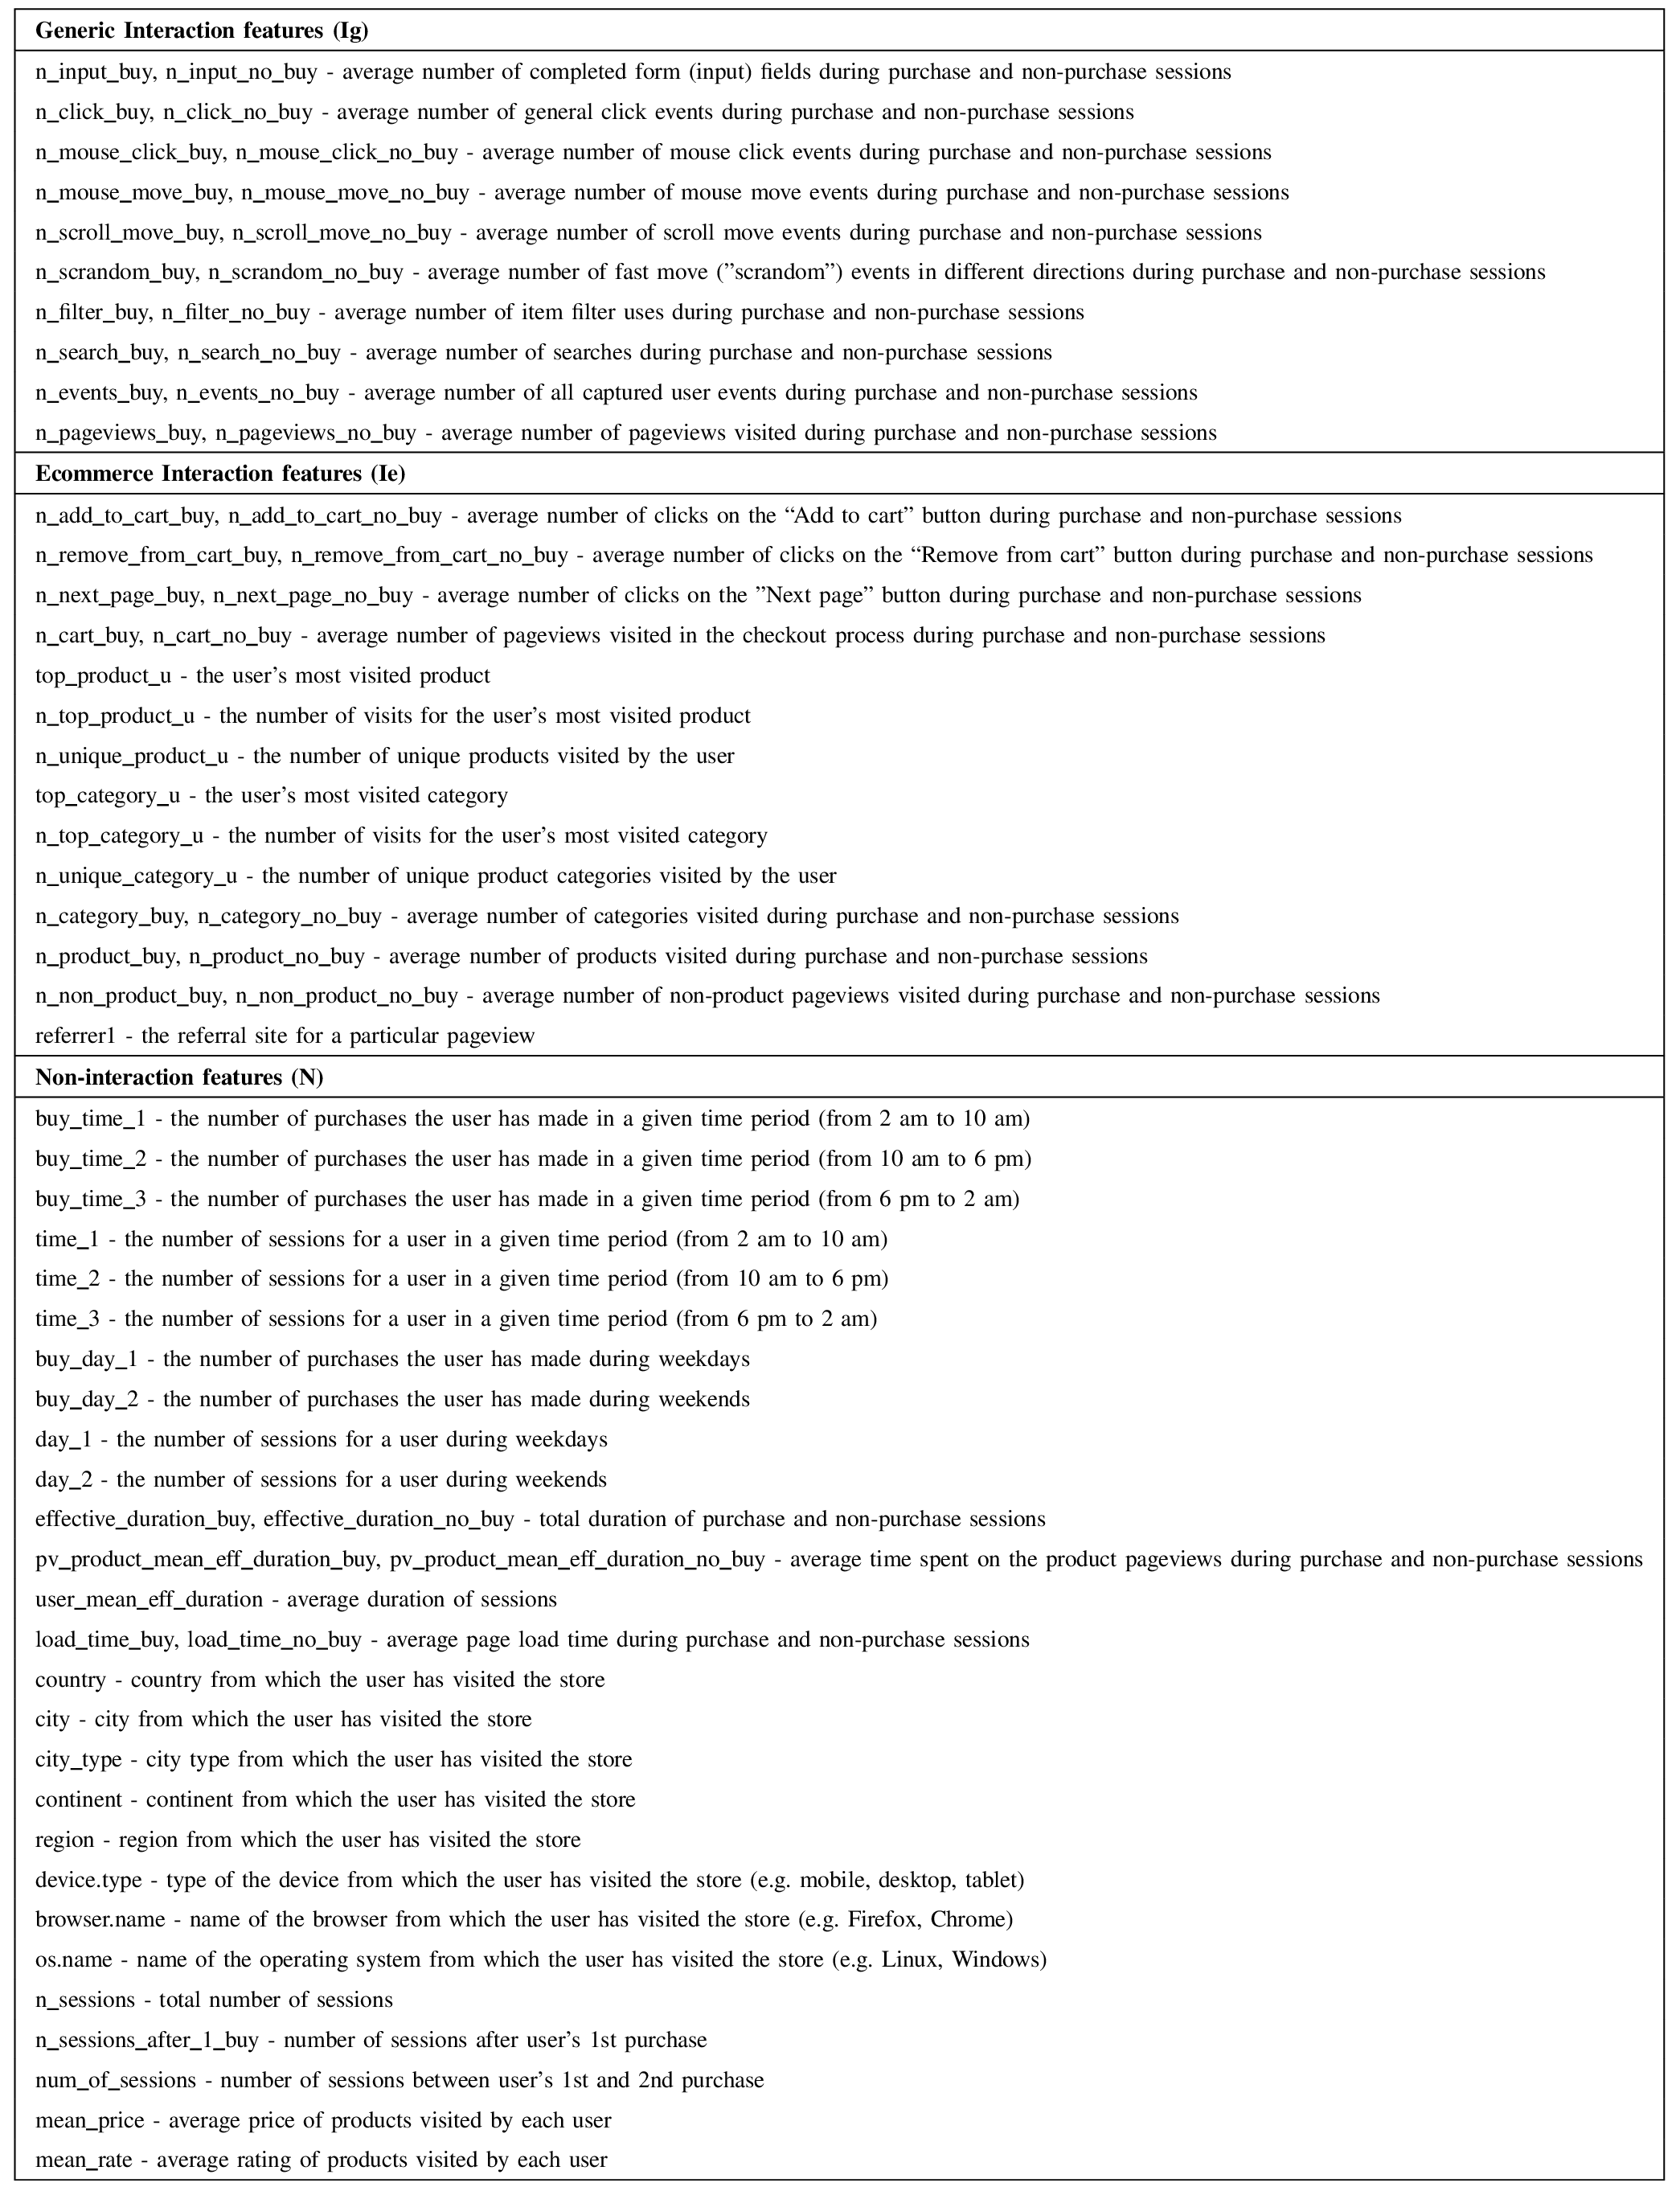 Generic Interaction features (Ig)
n_input_buy, n_input_no_buy - average number of completed form (input) fields during purchase and non-purchase sessions
n_click_buy, n_click_no_buy - average number of general click events during purchase and non-purchase sessions
n_mouse_click_buy, n_mouse_click_no_buy - average number of mouse click events during purchase and non-purchase sessions
n_mouse_move_buy, n_mouse_move_no_buy - average number of mouse move events during purchase and non-purchase sessions
n_scroll_move_buy, n_scroll_move_no_buy - average number of scroll move events during purchase and non-purchase sessions
n_scrandom_buy, n_scrandom_no_buy - average number of fast move (”scrandom”) events in different directions during purchase and non-purchase sessions
n_filter_buy, n_filter_no_buy - average number of item filter uses during purchase and non-purchase sessions
n_search_buy, n_search_no_buy - average number of searches during purchase and non-purchase sessions
n_events_buy, n_events_no_buy - average number of all captured user events during purchase and non-purchase sessions
n_pageviews_buy, n_pageviews_no_buy - average number of pageviews visited during purchase and non-purchase sessions
Ecommerce Interaction features (Ie)
n_add_to_cart_buy, n_add_to_cart_no_buy - average number of clicks on the “Add to cart” button during purchase and non-purchase sessions
n_remove_from_cart_buy, n_remove_from_cart_no_buy - average number of clicks on the “Remove from cart” button during purchase and non-purchase sessions
n_next_page_buy, n_next_page_no_buy - average number of clicks on the ”Next page” button during purchase and non-purchase sessions
n_cart_buy, n_cart_no_buy - average number of pageviews visited in the checkout process during purchase and non-purchase sessions
top_product_u - the user’s most visited product
n_top_product_u - the number of visits for the user’s most visited product
n_unique_product_u - the number of unique products visited by the user
top_category_u - the user’s most visited category
n_top_category_u - the number of visits for the user’s most visited category
n_unique_category_u - the number of unique product categories visited by the user
n_category_buy, n_category_no_buy - average number of categories visited during purchase and non-purchase sessions
n_product_buy, n_product_no_buy - average number of products visited during purchase and non-purchase sessions
n_non_product_buy, n_non_product_no_buy - average number of non-product pageviews visited during purchase and non-purchase sessions
referrer1 - the referral site for a particular pageview
Non-interaction features (N)
buy_time_1 - the number of purchases the user has made in a given time period (from 2 am to 10 am)
buy_time_2 - the number of purchases the user has made in a given time period (from 10 am to 6 pm)
buy_time_3 - the number of purchases the user has made in a given time period (from 6 pm to 2 am)
time_1 - the number of sessions for a user in a given time period (from 2 am to 10 am)
time_2 - the number of sessions for a user in a given time period (from 10 am to 6 pm)
time_3 - the number of sessions for a user in a given time period (from 6 pm to 2 am)
buy_day_1 - the number of purchases the user has made during weekdays
buy_day_2 - the number of purchases the user has made during weekends
day_1 - the number of sessions for a user during weekdays
day_2 - the number of sessions for a user during weekends
effective_duration_buy, effective_duration_no_buy - total duration of purchase and non-purchase sessions
pv_product_mean_eff_duration_buy, pv_product_mean_eff_duration_no_buy - average time spent on the product pageviews during purchase and non-purchase sessions
user_mean_eff_duration - average duration of sessions
load_time_buy, load_time_no_buy - average page load time during purchase and non-purchase sessions
country - country from which the user has visited the store
city - city from which the user has visited the store
city_type - city type from which the user has visited the store
continent - continent from which the user has visited the store
region - region from which the user has visited the store
device.type - type of the device from which the user has visited the store (e.g. mobile, desktop, tablet)
browser.name - name of the browser from which the user has visited the store (e.g. Firefox, Chrome)
os.name - name of the operating system from which the user has visited the store (e.g. Linux, Windows)
n_sessions - total number of sessions
n_sessions_after_1_buy - number of sessions after user’s 1st purchase
num_of_sessions - number of sessions between user’s 1st and 2nd purchase
mean_price - average price of products visited by each user
mean_rate - average rating of products visited by each user